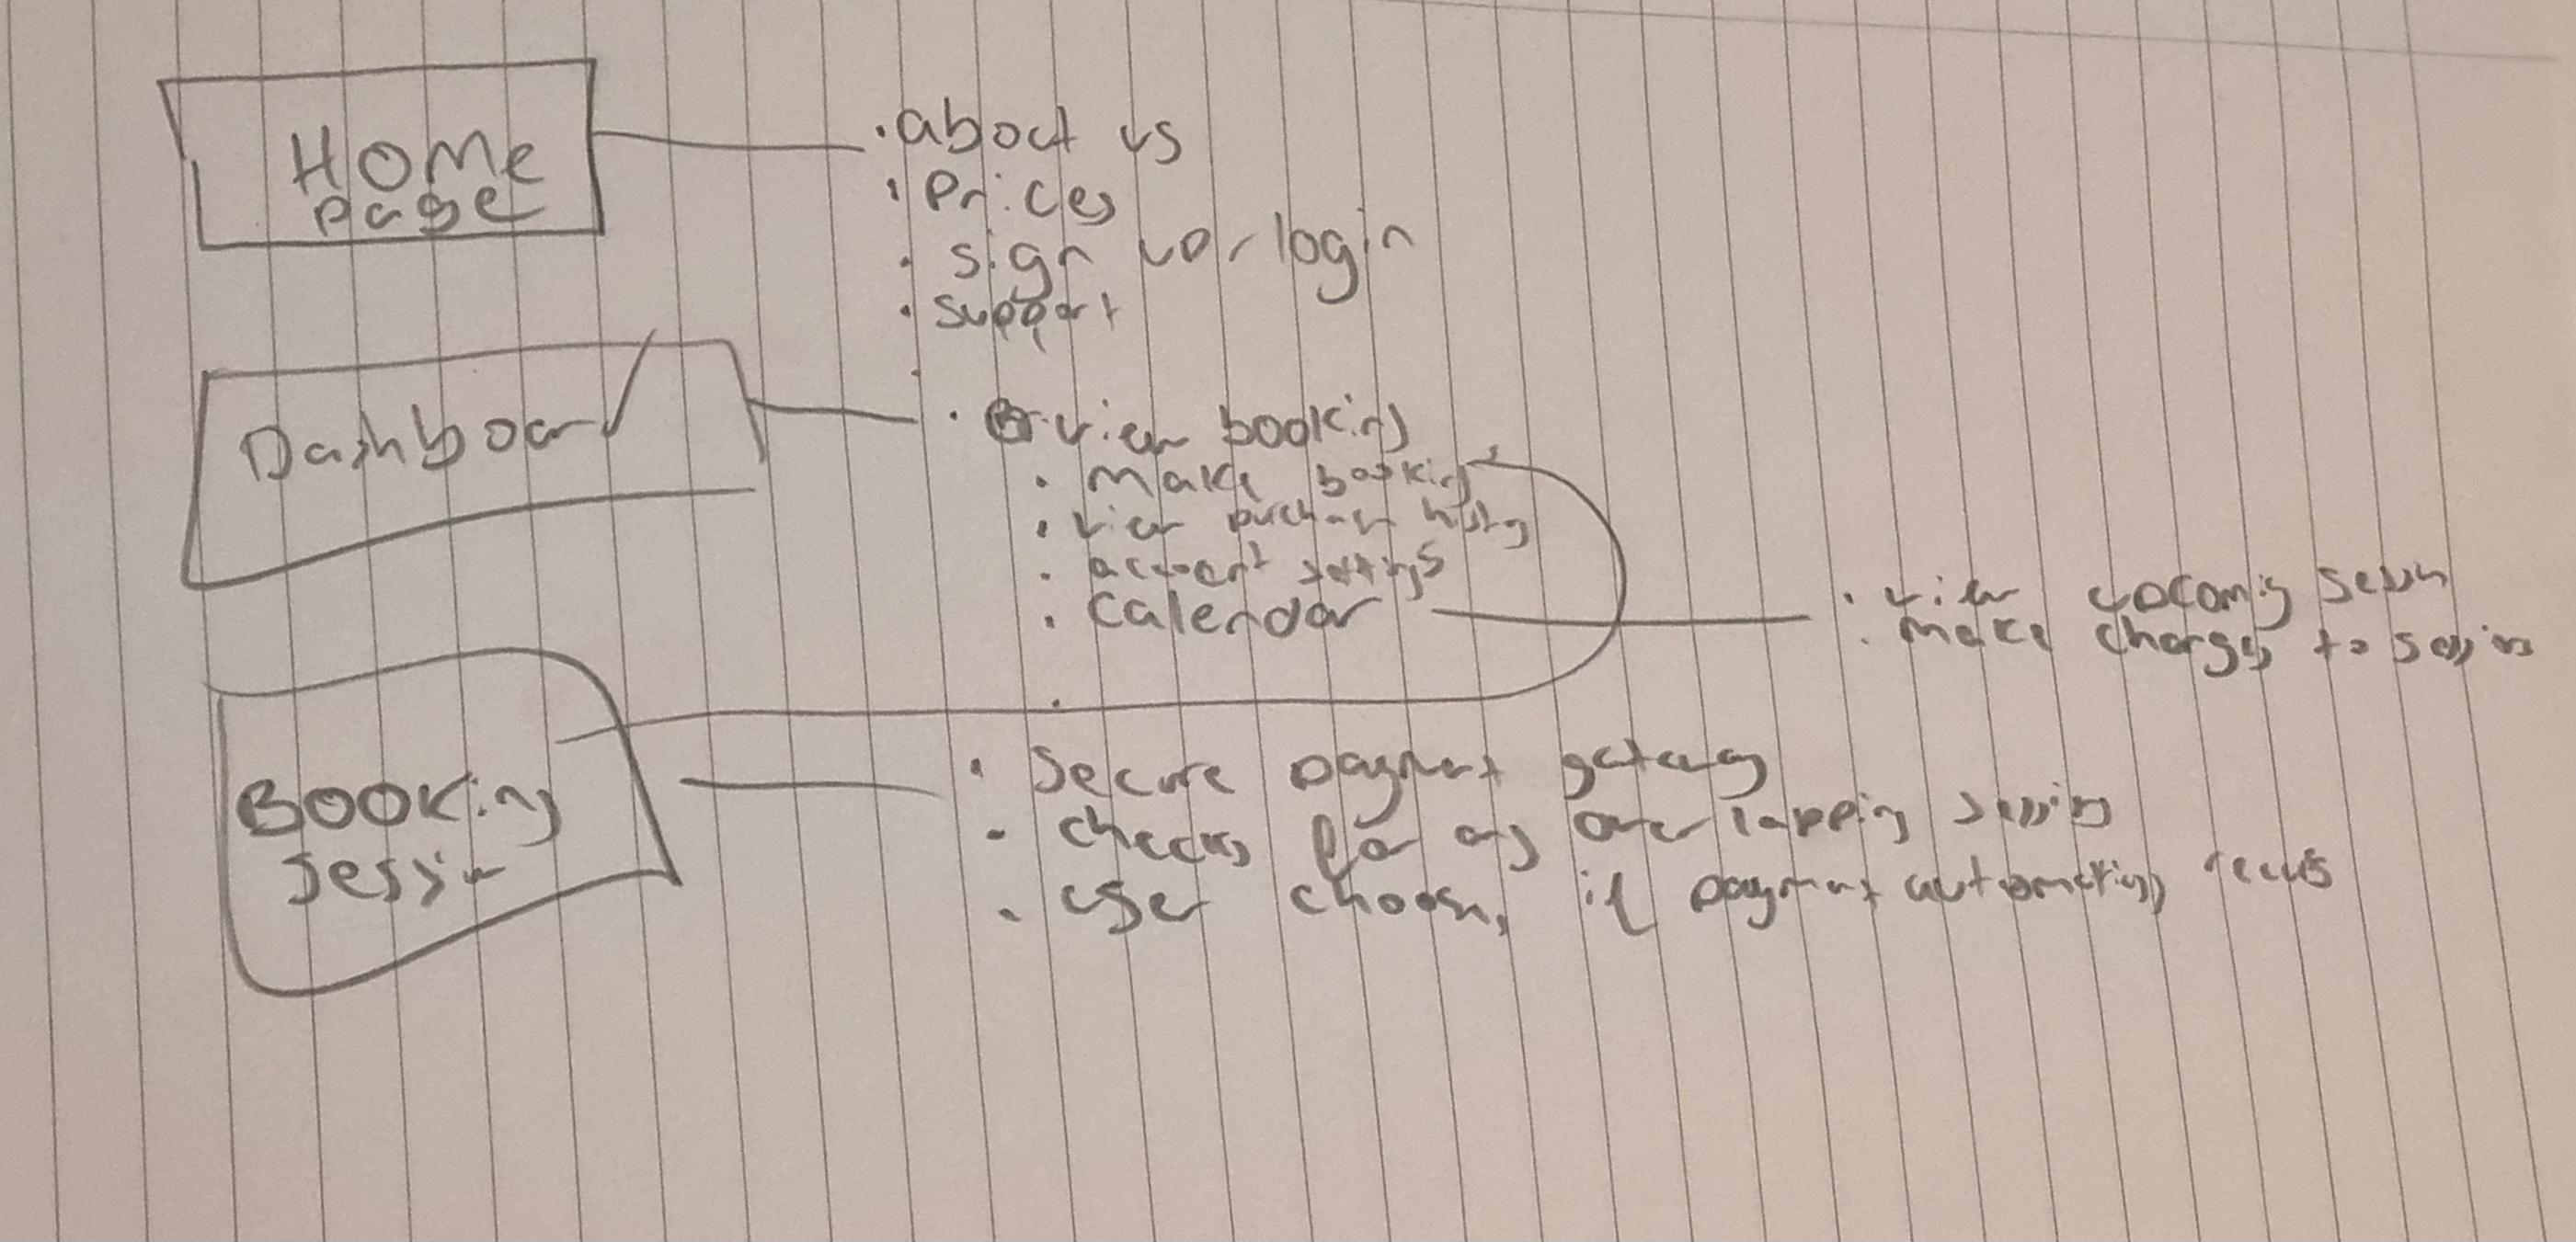 Home
page
· about us
· Prices
· sign up / login
· support
Dashboard
· view booking
· make booking
· view purchase history
· account settings
· Calendar
· view upcoming session
· make changes to session
Booking
session
· Secure payment gateway
· checks for any overlapping sessions
· user chooses if payment automatically